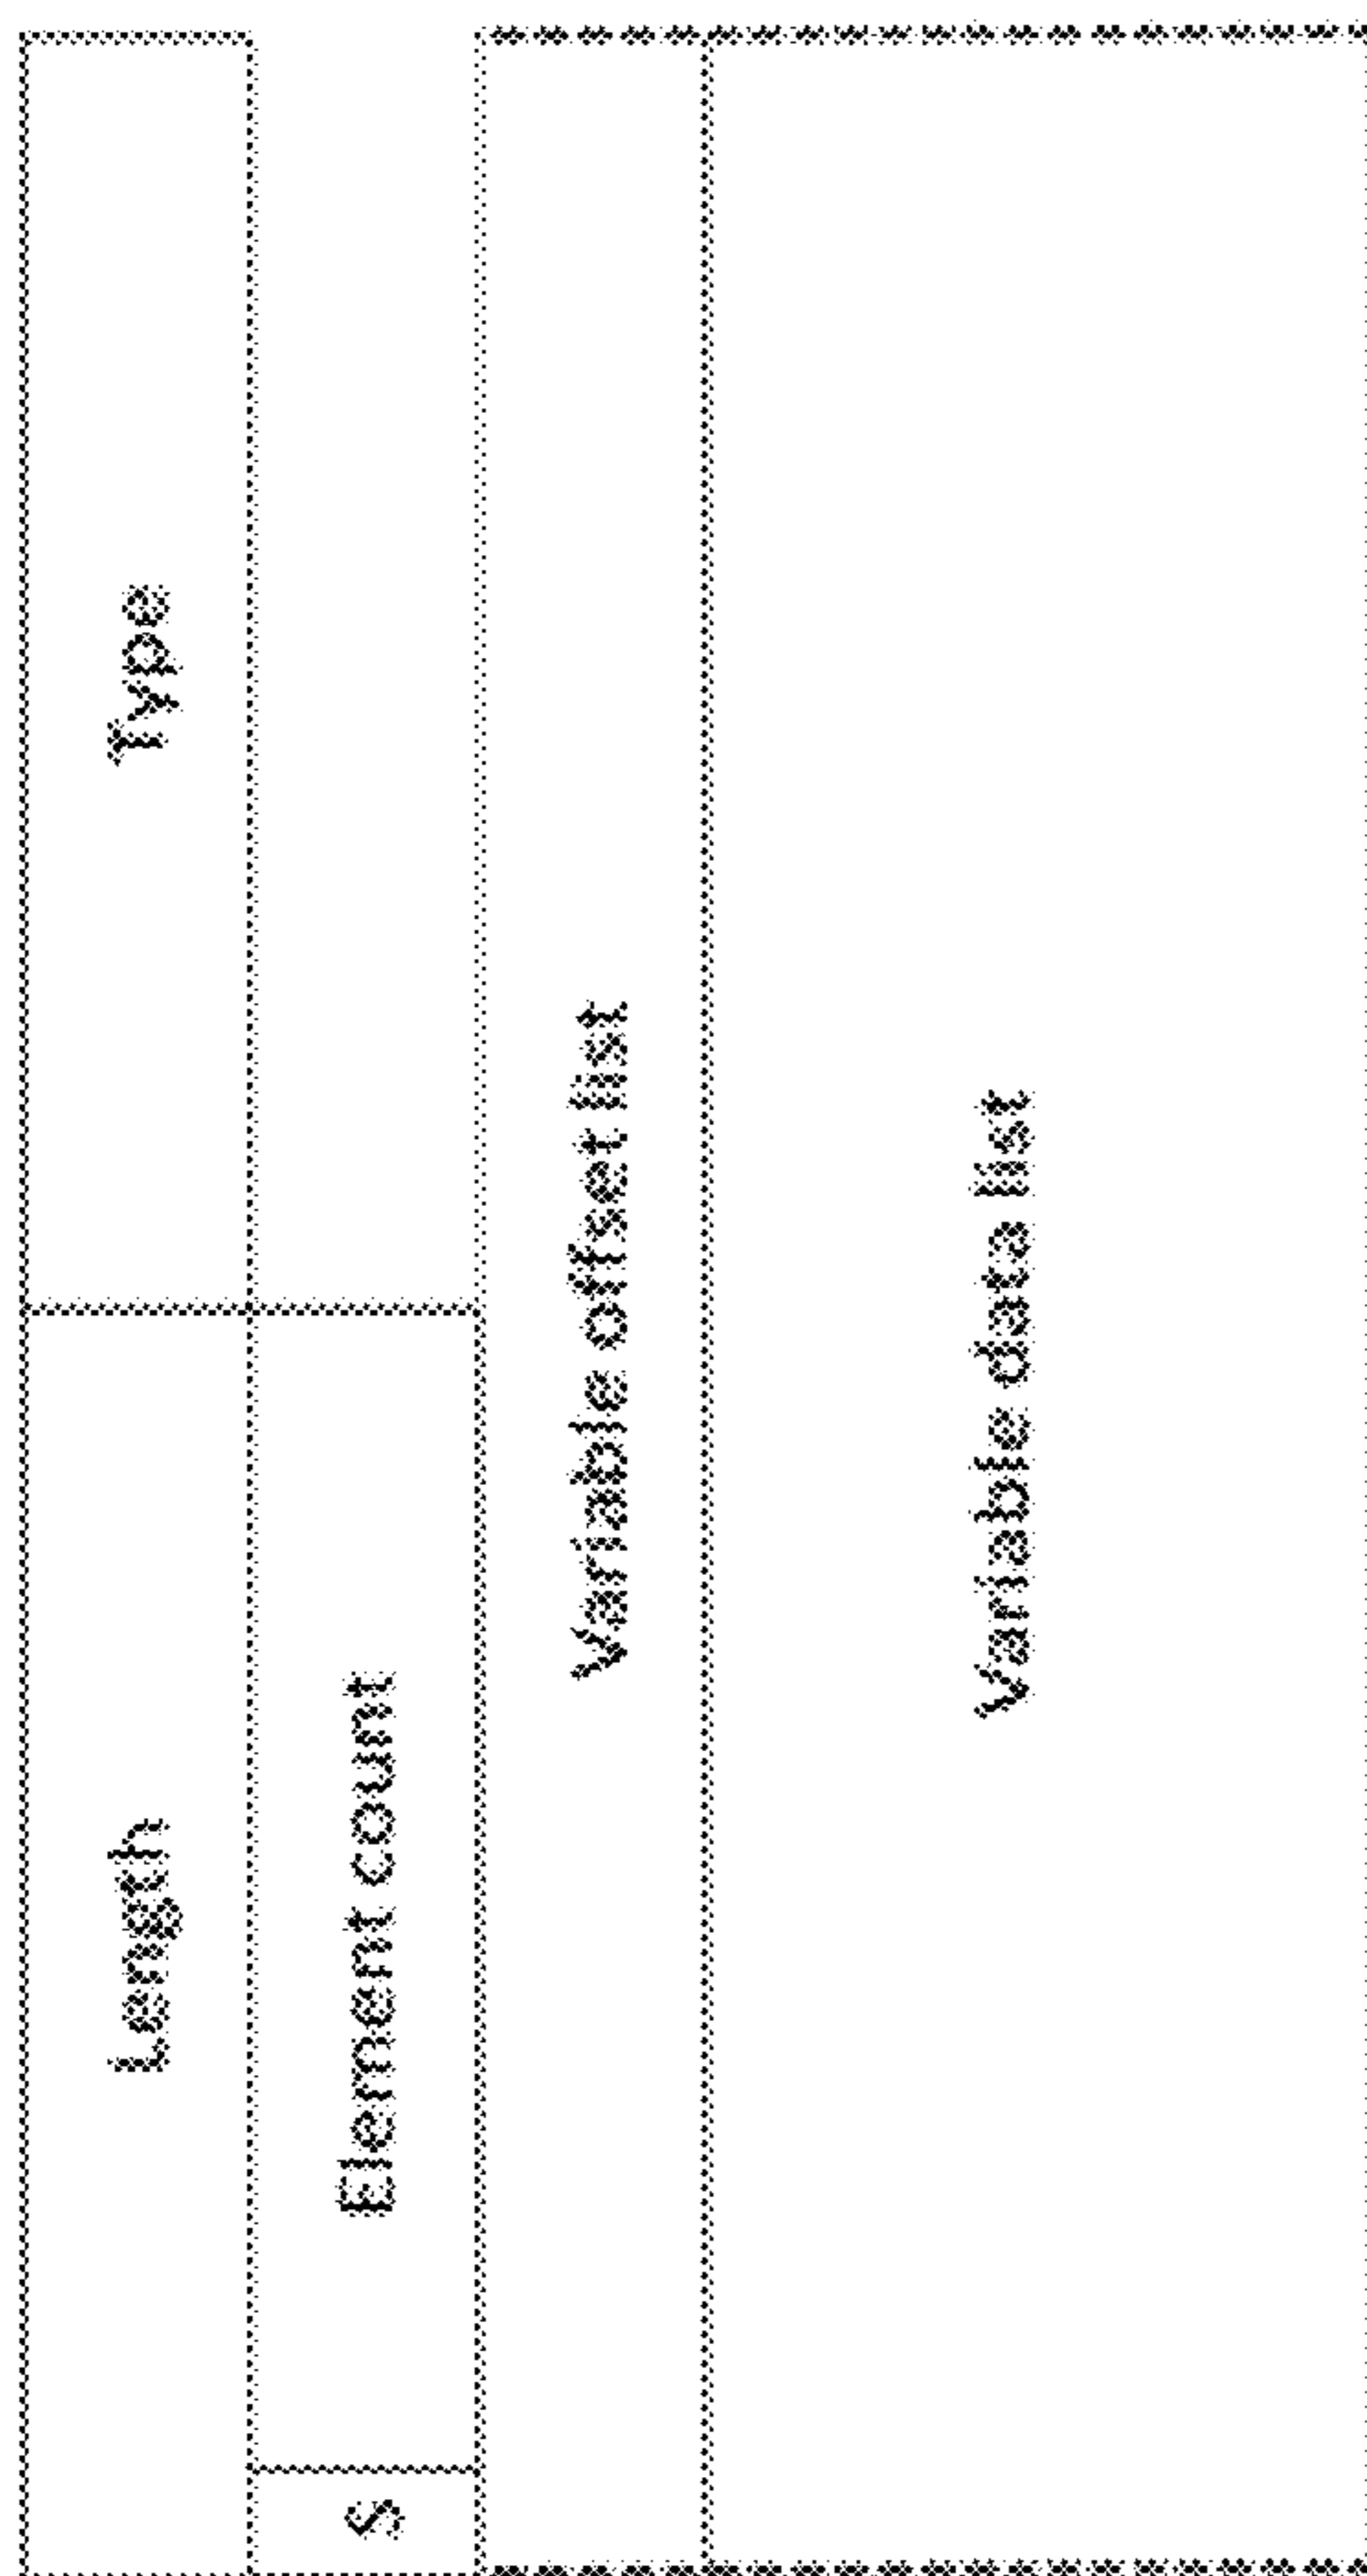 Length Type
S Element count
Variable offset list
Variable data list